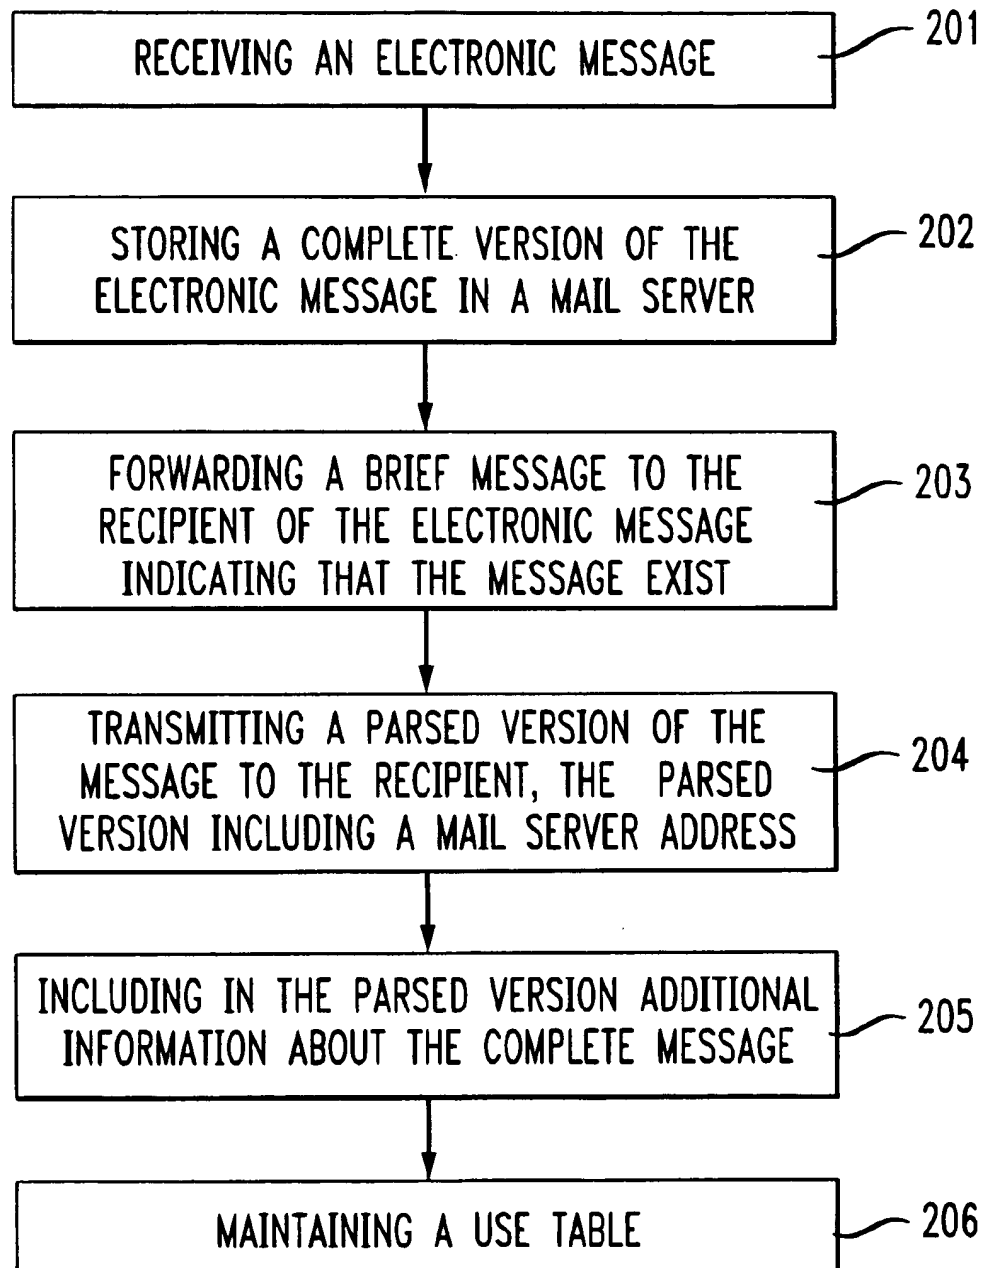 RECEIVING AN ELECTRONIC MESSAGE
201
STORING A COMPLETE VERSION OF THE
ELECTRONIC MESSAGE IN A MAIL SERVER
202
FORWARDING A BRIEF MESSAGE TO THE
RECIPIENT OF THE ELECTRONIC MESSAGE
INDICATING THAT THE MESSAGE EXIST
203
TRANSMITTING A PARSED VERSION OF THE
MESSAGE TO THE RECIPIENT, THE PARSED
VERSION INCLUDING A MAIL SERVER ADDRESS
204
INCLUDING IN THE PARSED VERSION ADDITIONAL
INFORMATION ABOUT THE COMPLETE MESSAGE
205
MAINTAINING A USE TABLE
206